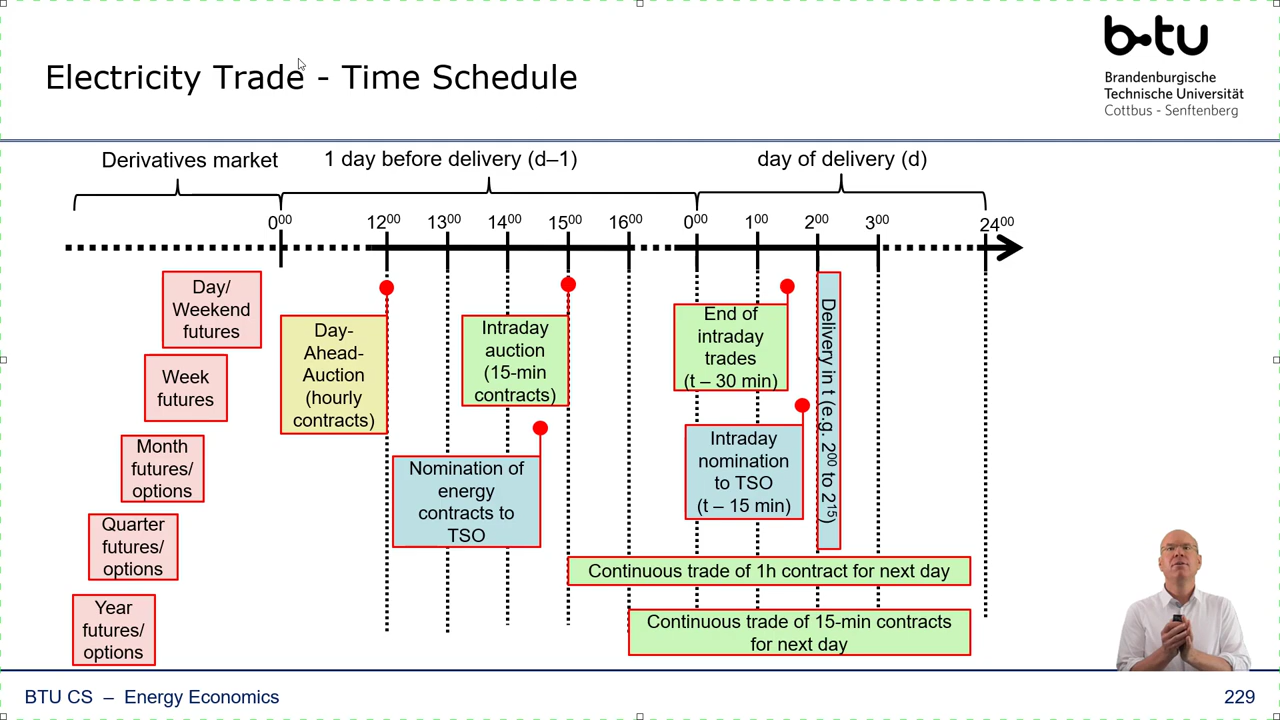 Electricity Trade - Time Schedule
b-tu
Brandenburgische
Technische Universität
Cottbus - Senftenberg
Derivatives market
1 day before delivery (d–1)
day of delivery (d)
0⁰⁰ 12⁰⁰ 13⁰⁰ 14⁰⁰ 15⁰⁰ 16⁰⁰ 0⁰⁰ 1⁰⁰ 2⁰⁰ 3⁰⁰ 24⁰⁰
Day/
Weekend
futures
Week
futures
Month
futures/
options
Quarter
futures/
options
Year
futures/
options
Day-
Ahead-
Auction
(hourly
contracts)
Nomination of
energy
contracts to
TSO
Intraday
auction
(15-min
contracts)
End of
intraday
trades
(t – 30 min)
Intraday
nomination
to TSO
(t – 15 min)
Delivery in t (e.g. 2⁰⁰ to 2¹⁵)
Continuous trade of 1h contract for next day
Continuous trade of 15-min contracts
for next day
BTU CS – Energy Economics
229